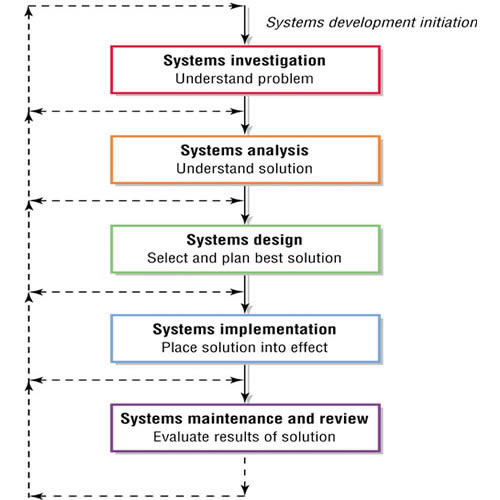 Systems development initiation
Systems investigation
Understand problem
Systems analysis
Understand solution
Systems design
Select and plan best solution
Systems implementation
Place solution into effect
Systems maintenance and review
Evaluate results of solution